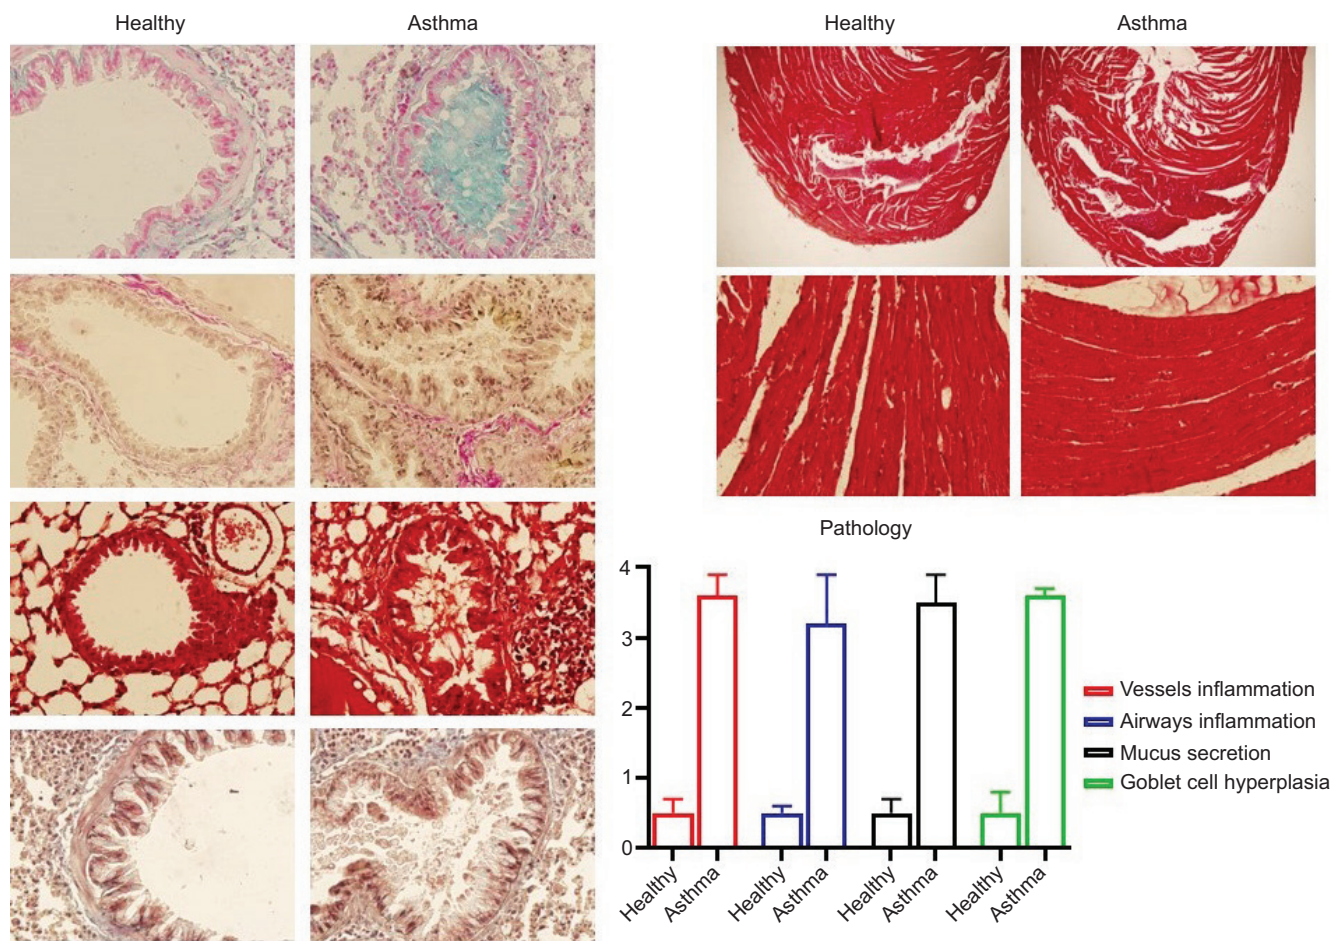 Healthy
Asthma
Healthy
Asthma
Pathology
4
3
2
1
0
Healthy
Asthma
Healthy
Asthma
Healthy
Asthma
Healthy
Asthma
Vessels inflammation
Airways inflammation
Mucus secretion
Goblet cell hyperplasia